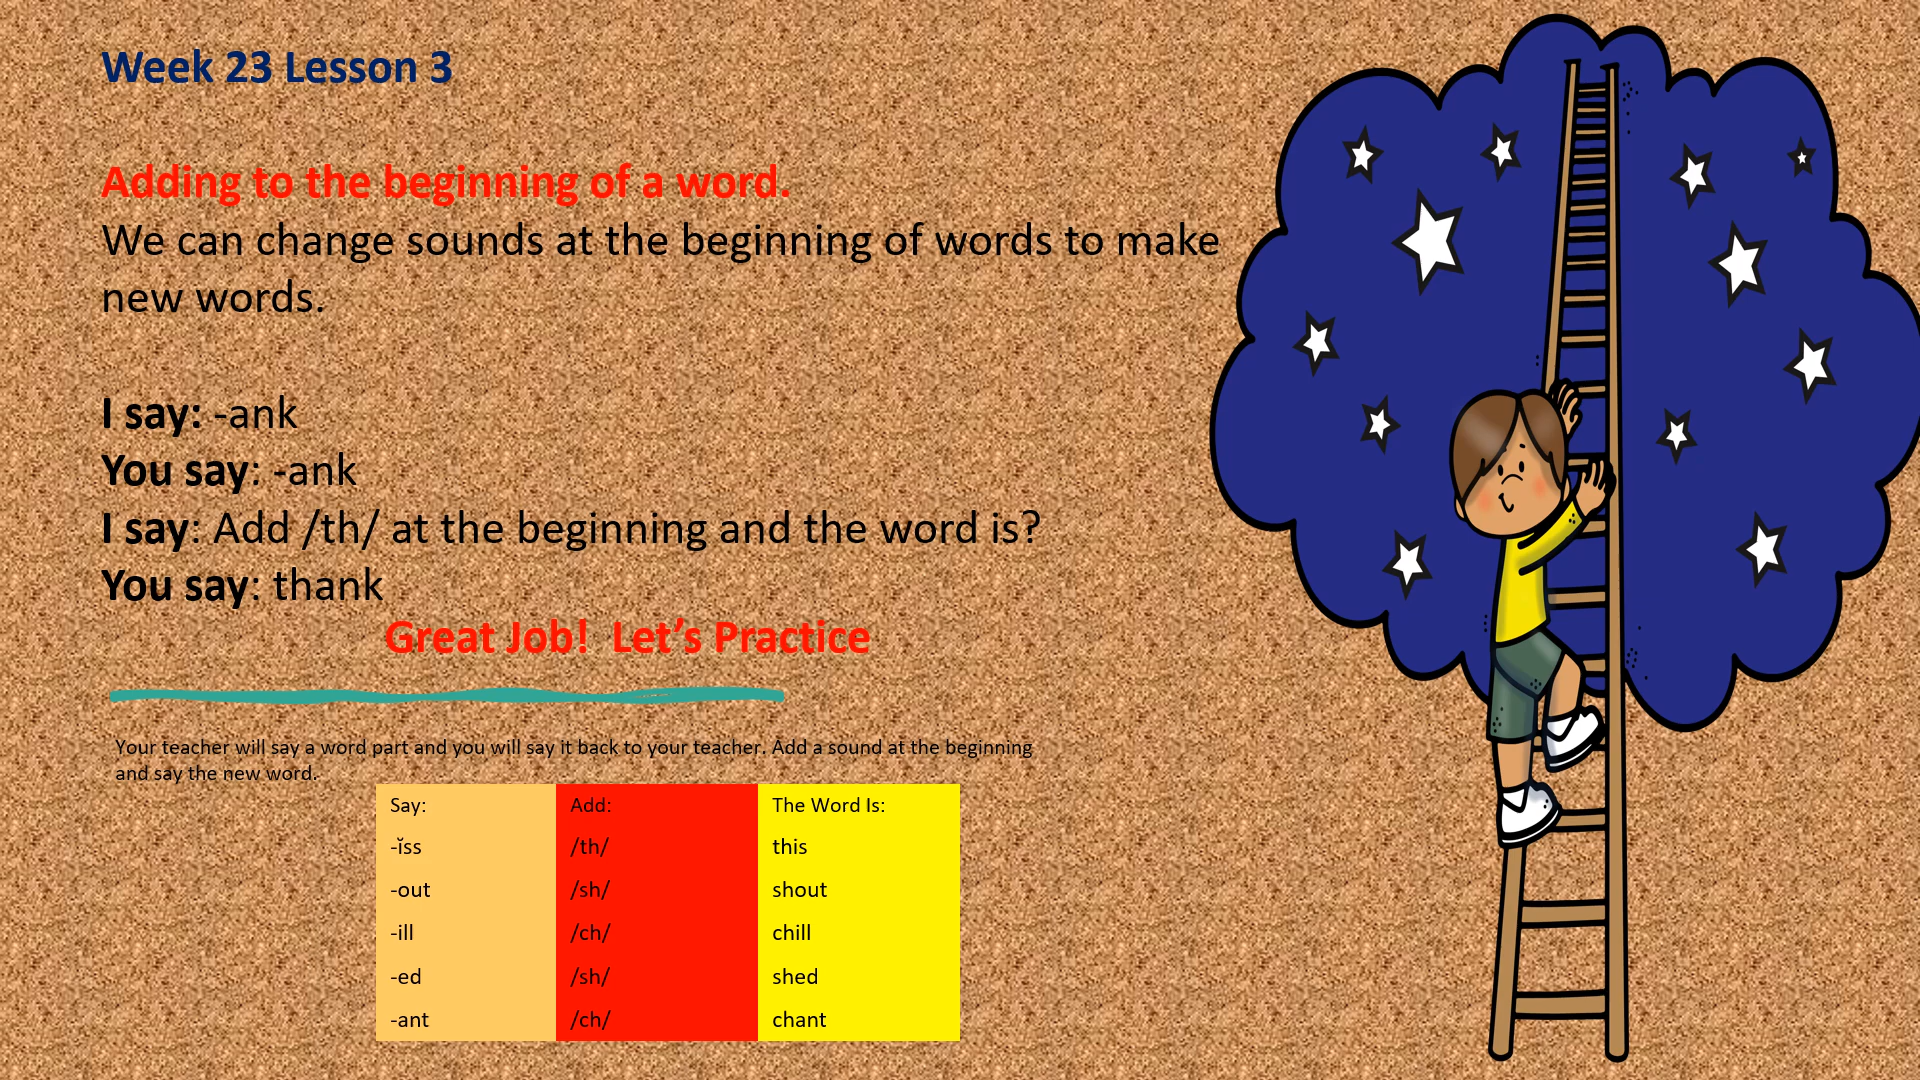 Week 23 Lesson 3
Adding to the beginning of a word.
We can change sounds at the beginning of words to make
new words.
I say: -ank
You say: -ank
I say: Add /th/ at the beginning and the word is?
You say: thank
Great Job!  Let’s Practice
Your teacher will say a word part and you will say it back to your teacher. Add a sound at the beginning
and say the new word.
Say: Add: The Word Is:
-ĭss /th/ this
-out /sh/ shout
-ill /ch/ chill
-ed /sh/ shed
-ant /ch/ chant